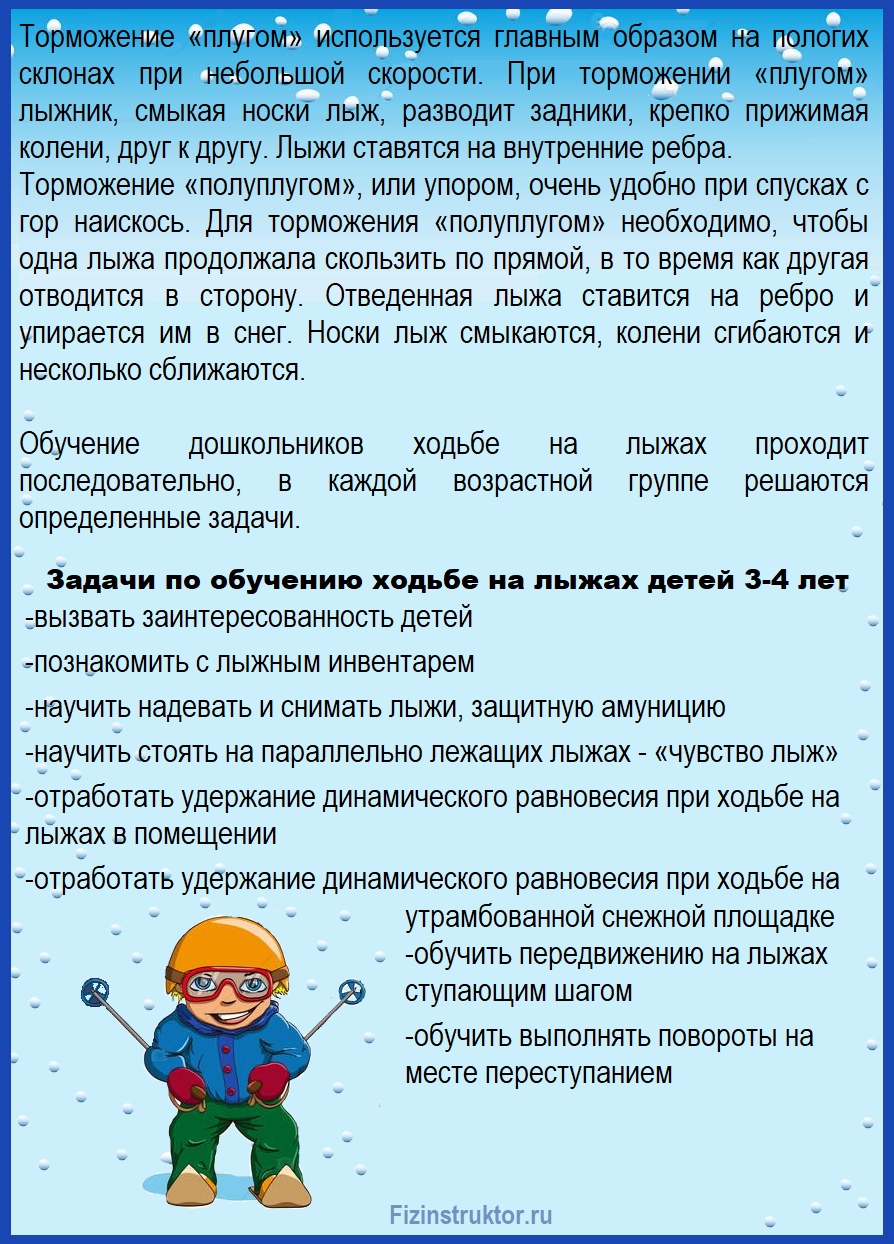 Торможение «плугом» используется главным образом на пологих
склонах при небольшой скорости. При торможении «плугом»
лыжник, смыкая носки лыж, разводит задники, крепко прижимая
колени, друг к другу. Лыжи ставятся на внутренние ребра.
Торможение «полуплугом», или упором, очень удобно при спусках с
гор наискось. Для торможения «полуплугом» необходимо, чтобы
одна лыжа продолжала скользить по прямой, в то время как другая
отводится в сторону. Отведенная лыжа ставится на ребро и
упирается им в снег. Носки лыж смыкаются, колени сгибаются и
несколько сближаются.
Обучение дошкольников ходьбе на лыжах проходит
последовательно, в каждой возрастной группе решаются
определенные задачи.
Задачи по обучению ходьбе на лыжах детей 3-4 лет
-вызвать заинтересованность детей
-познакомить с лыжным инвентарем
-научить надевать и снимать лыжи, защитную амуницию
-научить стоять на параллельно лежащих лыжах - «чувство лыж»
-отработать удержание динамического равновесия при ходьбе на
лыжах в помещении
-отработать удержание динамического равновесия при ходьбе на
утрамбованной снежной площадке
-обучить передвижению на лыжах
ступающим шагом
-обучить выполнять повороты на
месте переступанием
Fizinstruktor.ru